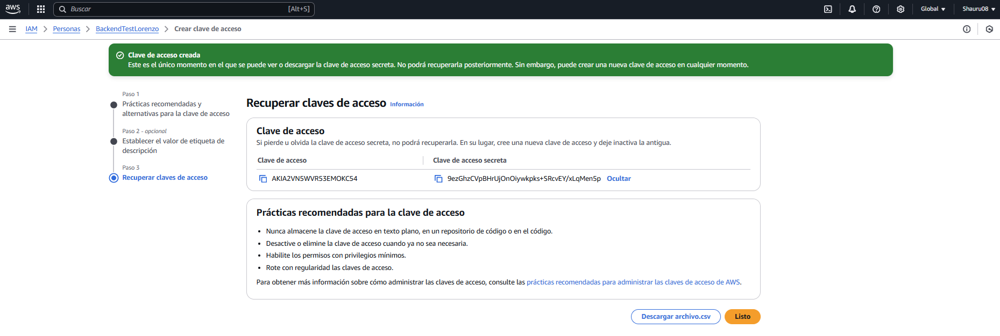 aws
Buscar [Alt+S] Global Shauru08
IAM Personas BackendTestLorenzo Crear clave de acceso
Clave de acceso creada
Este es el único momento en el que se puede ver o descargar la clave de acceso secreta. No podrá recuperarla posteriormente. Sin embargo, puede crear una nueva clave de acceso en cualquier momento.
Paso 1
Prácticas recomendadas y
alternativas para la clave de acceso
Paso 2 - opcional
Establecer el valor de etiqueta de
descripción
Paso 3
Recuperar claves de acceso
Recuperar claves de acceso Información
Clave de acceso
Si pierde u olvida la clave de acceso secreta, no podrá recuperarla. En su lugar, cree una nueva clave de acceso y deje inactiva la antigua.
Clave de acceso Clave de acceso secreta
AKIA2VN5WVR53EMOKC54 9ezGhzCVpBHrUjOnOiywkpks+SRcvEY/xLqMen5p Ocultar
Prácticas recomendadas para la clave de acceso
Nunca almacene la clave de acceso en texto plano, en un repositorio de código o en el código.
Desactive o elimine la clave de acceso cuando ya no sea necesaria.
Habilite los permisos con privilegios mínimos.
Rote con regularidad las claves de acceso.
Para obtener más información sobre cómo administrar las claves de acceso, consulte las prácticas recomendadas para administrar las claves de acceso de AWS.
Descargar archivo.csv Listo